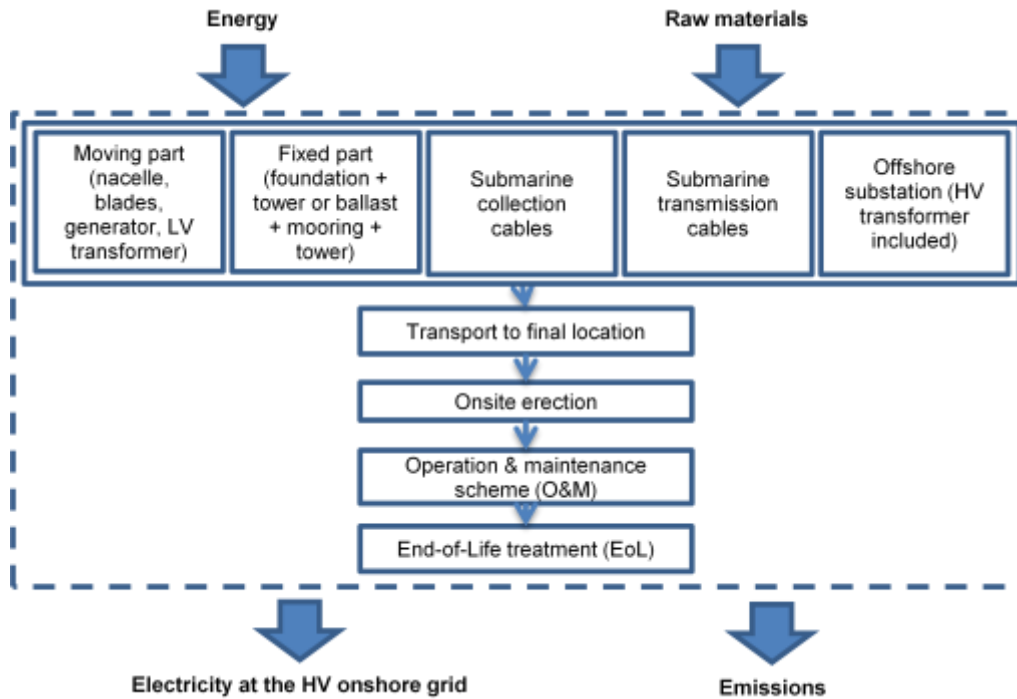 Energy
Raw materials
Moving part
(nacelle,
blades,
generator, LV
transformer)
Fixed part
(foundation +
tower or ballast
+ mooring +
tower)
Submarine
collection
cables
Submarine
transmission
cables
Offshore
substation (HV
transformer
included)
Transport to final location
Onsite erection
Operation & maintenance
scheme (O&M)
End-of-Life treatment (EoL)
Electricity at the HV onshore grid
Emissions